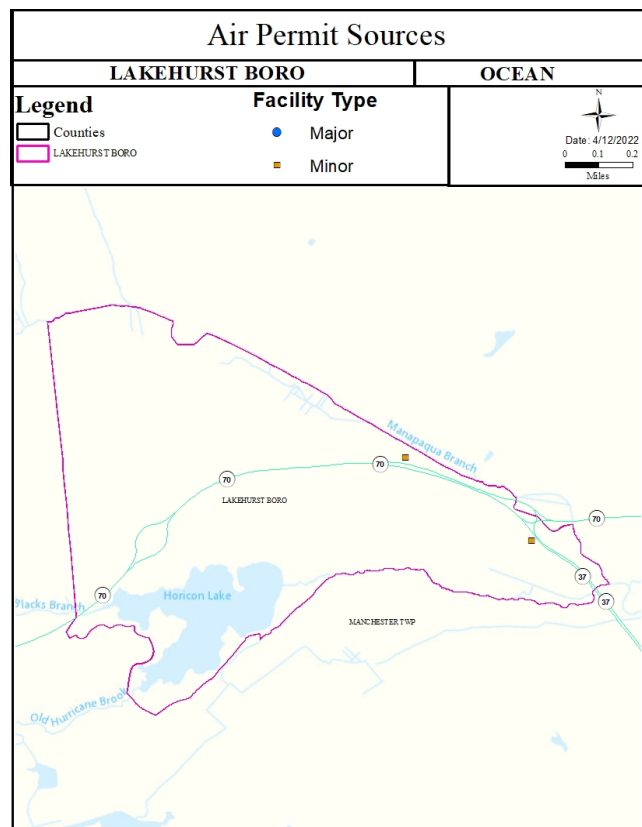 Air Permit Sources
LAKEHURST BORO
OCEAN
Legend
Counties
LAKEHURST BORO
Facility Type
Major
Minor
N
Date: 4/12/2022
0 0.1 0.2
Miles
Manapaqua Branch
70
70
LAKEHURST BORO
70
37
70
Horicon Lake
37
Blacks Branch
MANCHESTER TWP
Old Hurricane Brook